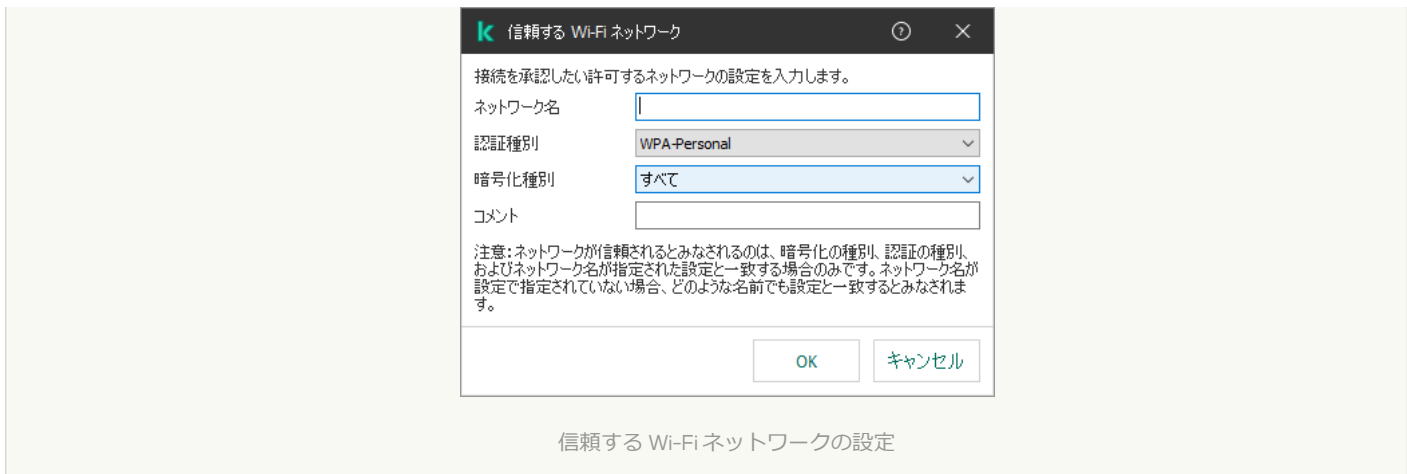 信頼する Wi-Fi ネットワーク
接続を承認したい許可するネットワークの設定を入力します。
ネットワーク名
認証種別 WPA-Personal
暗号化種別 すべて
コメント
注意: ネットワークが信頼されるとみなされるのは、暗号化の種別、認証の種別、
およびネットワーク名が指定された設定と一致する場合のみです。ネットワーク名が
設定で指定されていない場合、どのような名前でも設定と一致するとみなされま
す。
OK キャンセル
信頼する Wi-Fi ネットワークの設定